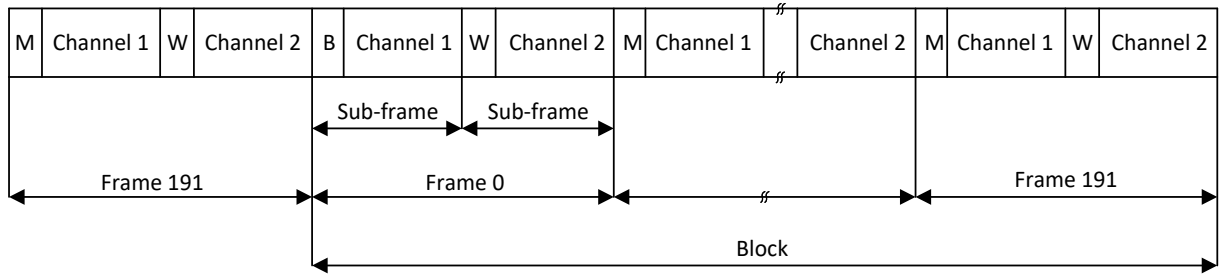 M Channel 1 W Channel 2 B Channel 1 W Channel 2 M Channel 1 Channel 2 M Channel 1 W Channel 2
Sub-frame Sub-frame
Frame 191 Frame 0 Frame 191
Block